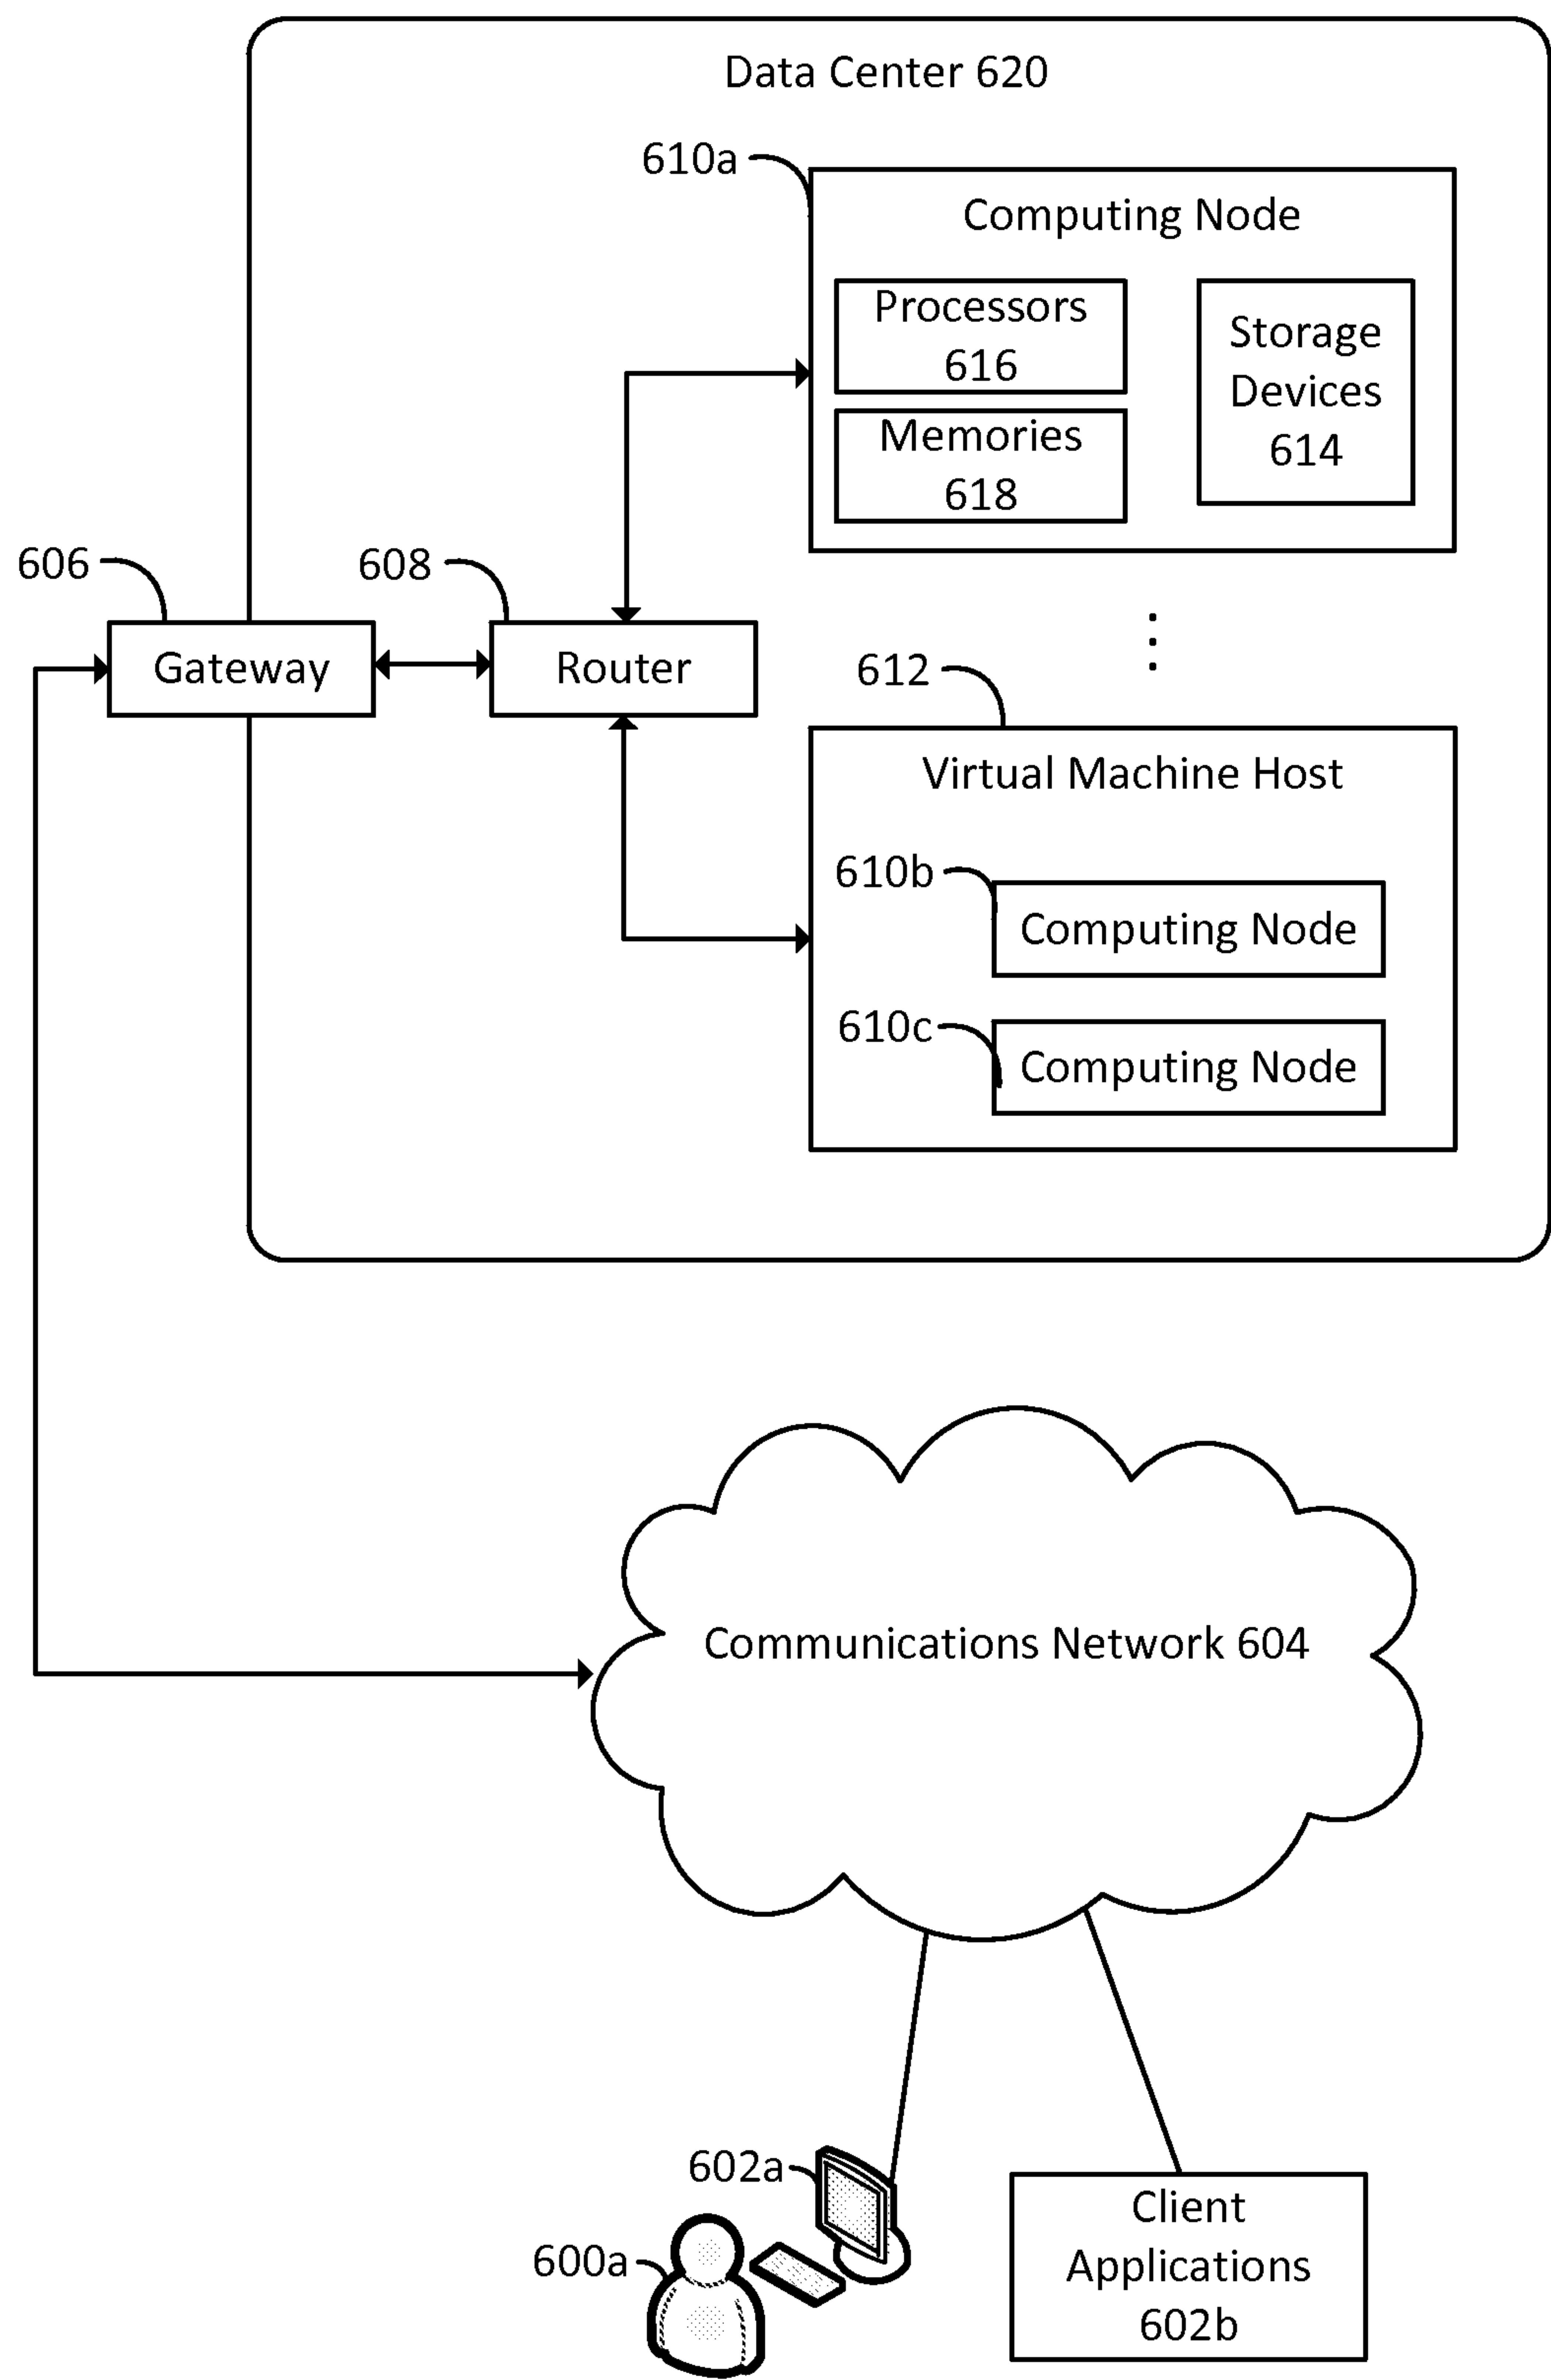 Data Center 620
610a
Computing Node
Processors
616
Memories
618
Storage
Devices
614
606
Gateway
608
Router
612
Virtual Machine Host
610b
Computing Node
610c
Computing Node
Communications Network 604
602a
600a
Client
Applications
602b